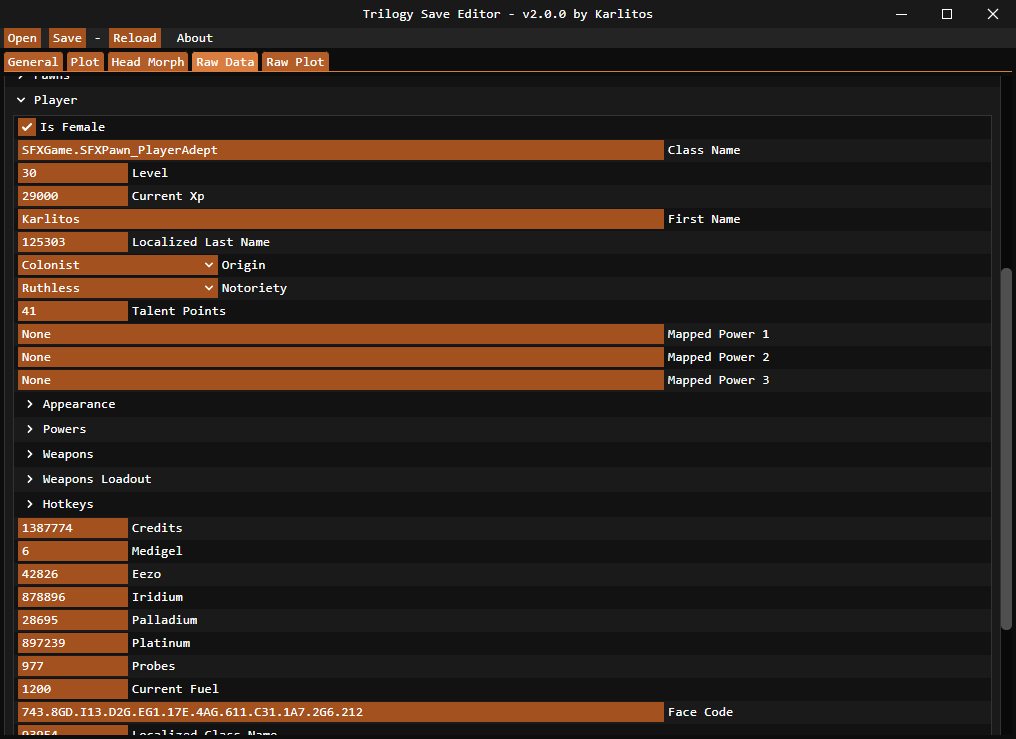 Trilogy Save Editor - v2.0.0 by Karlitos
Open Save - Reload About
General Plot Head Morph Raw Data Raw Plot
Pawns
Player
Is Female
SFXGame.SFXPawn_PlayerAdept Class Name
30 Level
29000 Current Xp
Karlitos First Name
125303 Localized Last Name
Colonist Origin
Ruthless Notoriety
41 Talent Points
None Mapped Power 1
None Mapped Power 2
None Mapped Power 3
Appearance
Powers
Weapons
Weapons Loadout
Hotkeys
1387774 Credits
6 Medigel
42826 Eezo
878896 Iridium
28695 Palladium
897239 Platinum
977 Probes
1200 Current Fuel
743.8GD.I13.D2G.EG1.17E.4AG.611.C31.1A7.2G6.212 Face Code
Localized Class Name